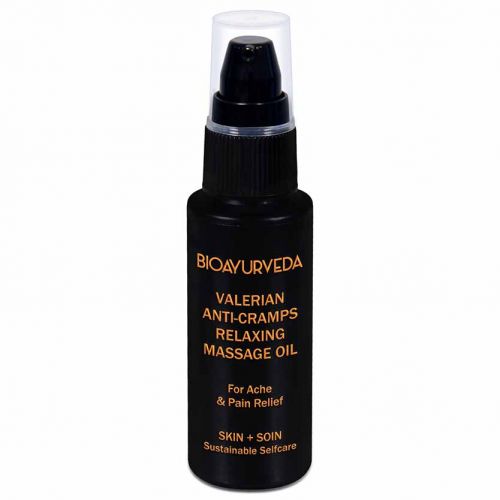 BIOAYURVEDA
VALERIAN
ANTI-CRAMPS
RELAXING
MASSAGE OIL
For Ache
& Pain Relief
SKIN + SOIN
Sustainable Selfcare